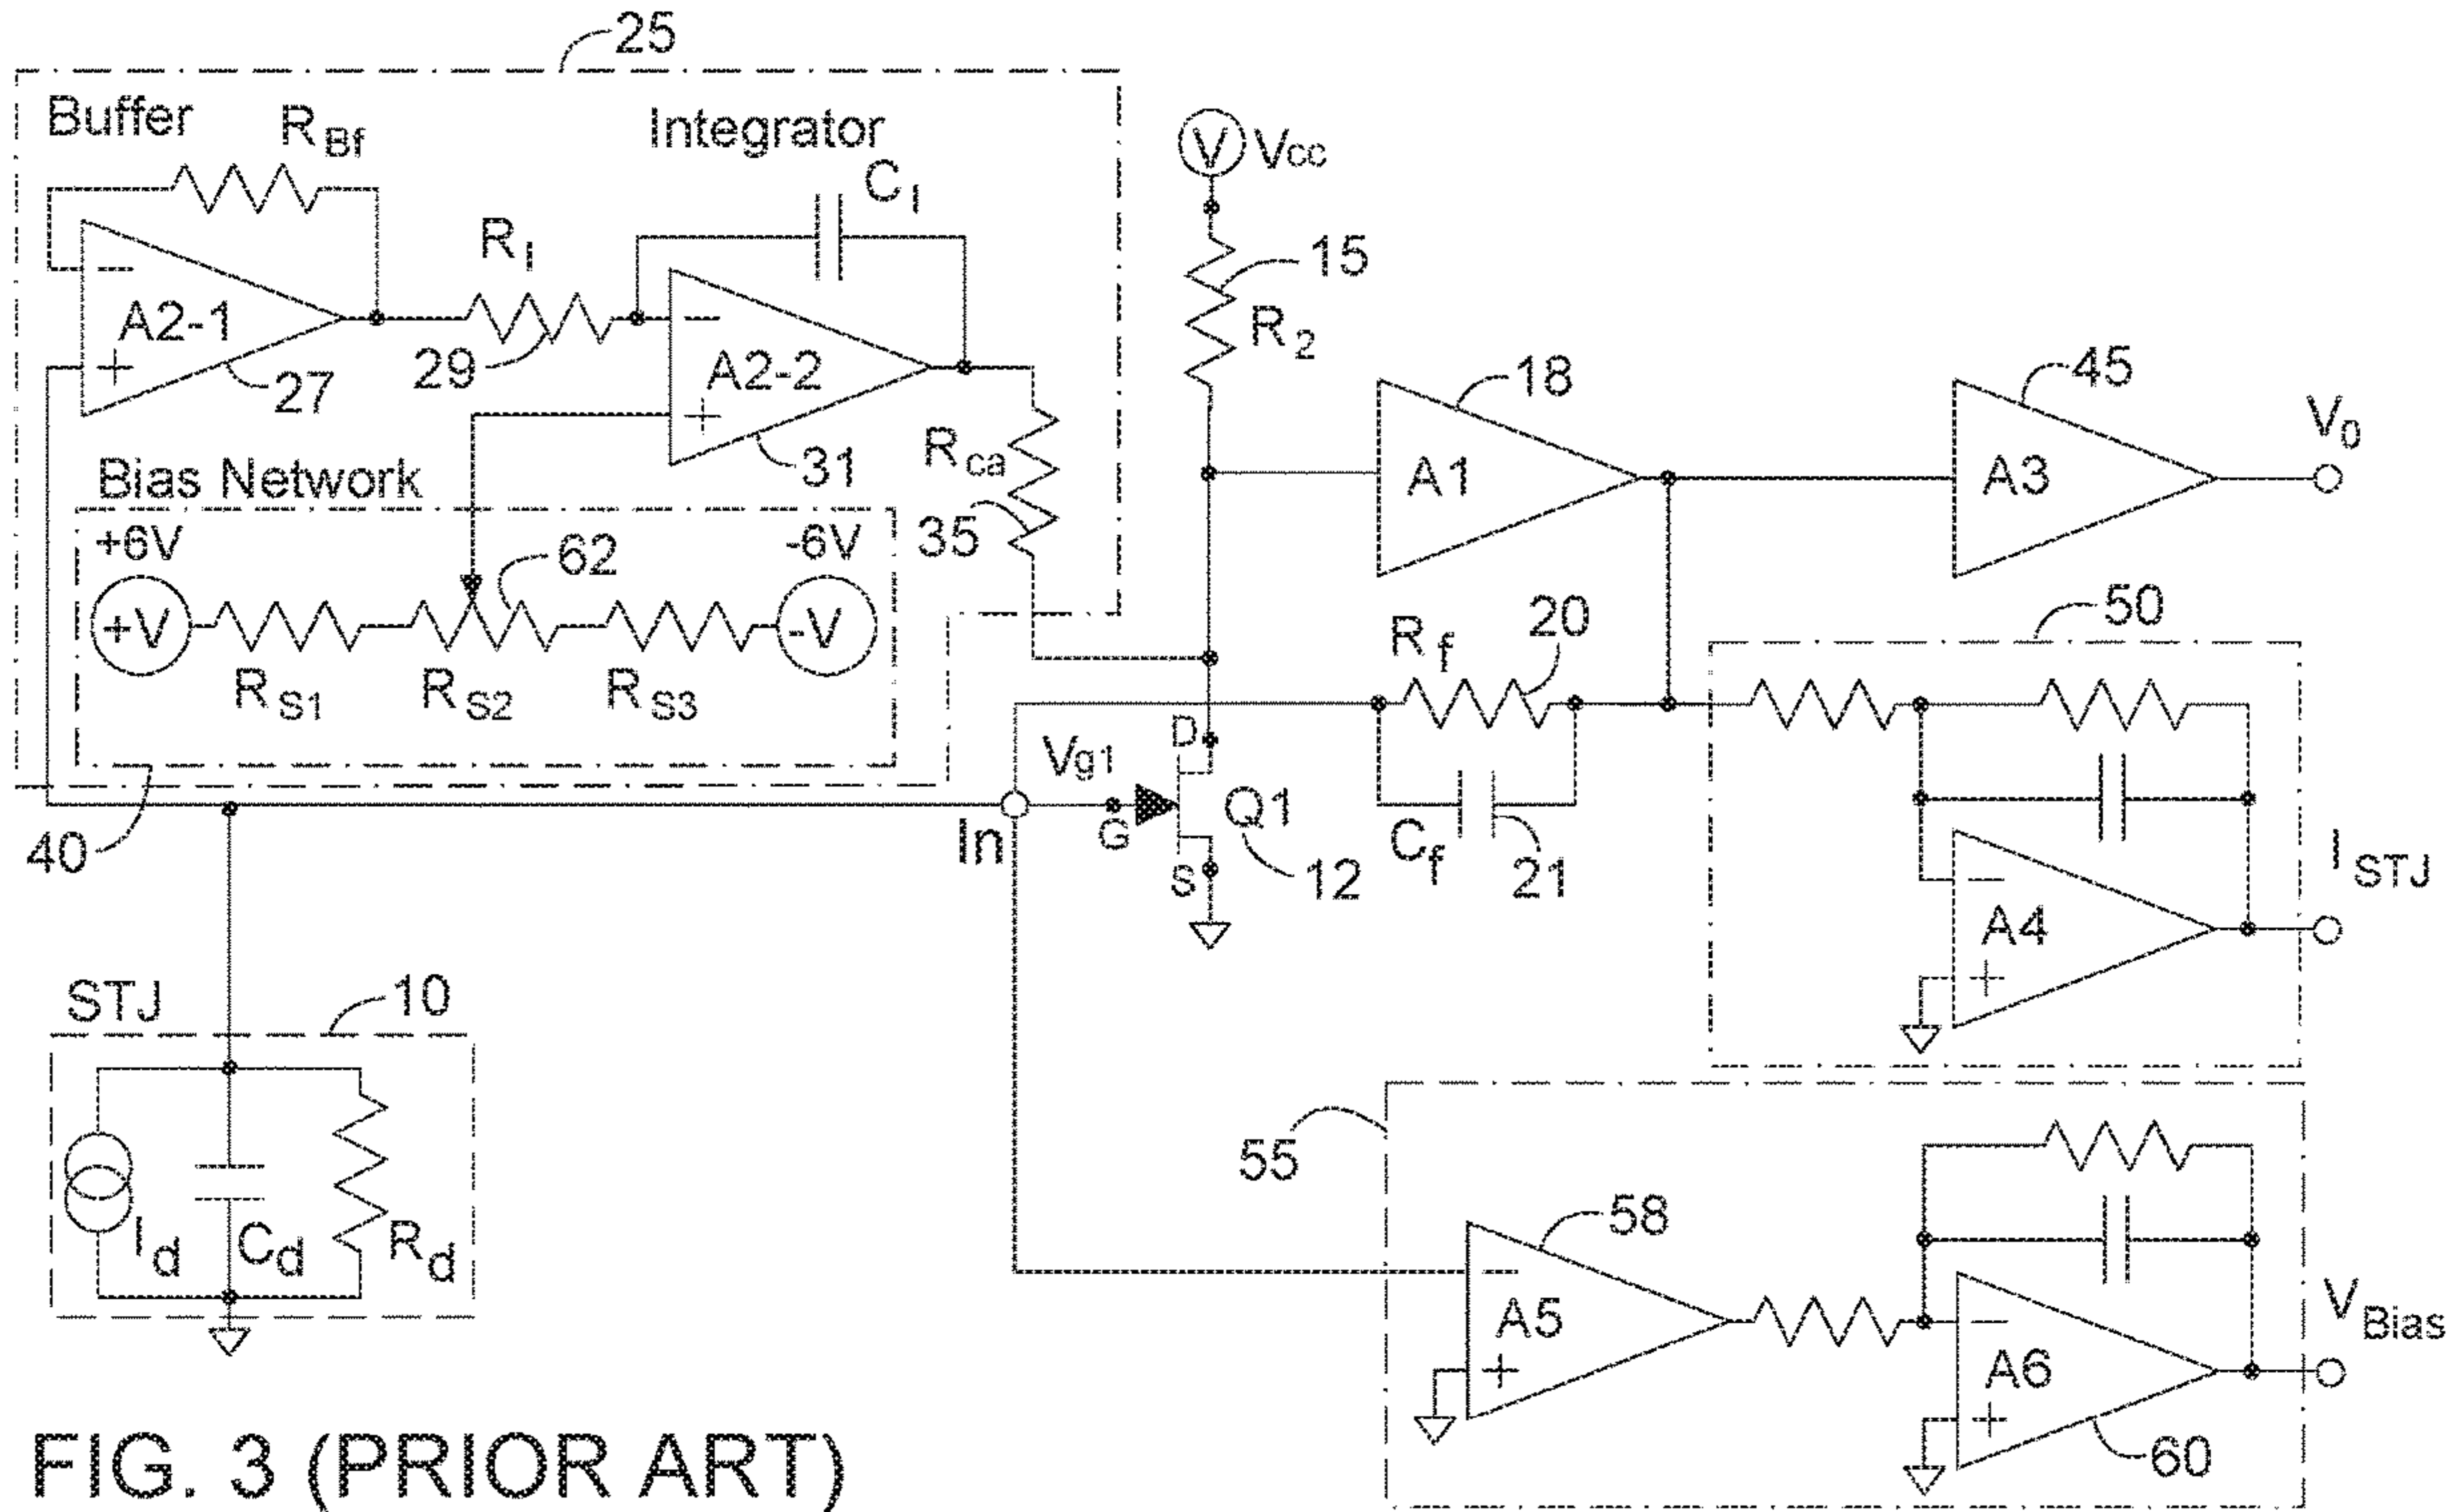 25
Buffer
R Bf
Integrator
C I
R I
A2-1
27
29
A2-2
31
R ca
35
Bias Network
+6V
-6V
62
+V
-V
R S1
R S2
R S3
40
V Vcc
15
R 2
18
A1
45
A3
V 0
R f
20
50
D
Vg1
G
Q1
In
S
12
C f
21
A4
I STJ
STJ
10
I d
C d
R d
55
58
A5
A6
V Bias
60
FIG. 3 (PRIOR ART)